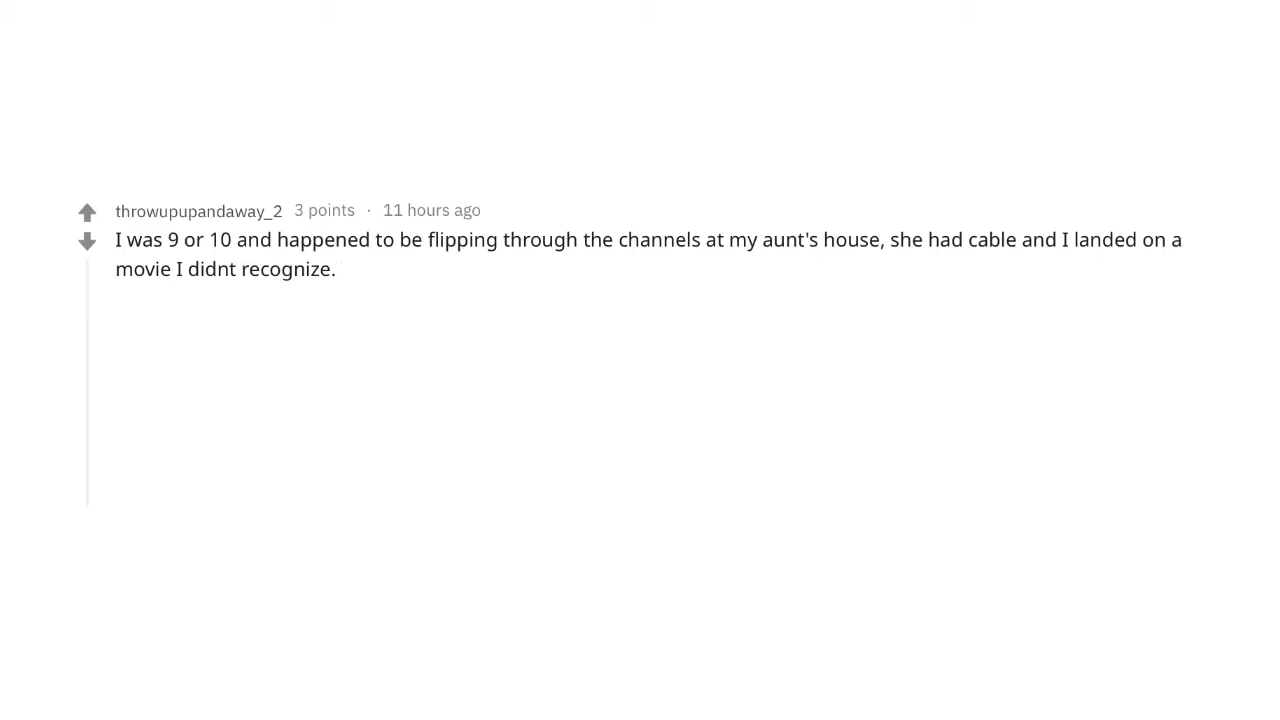 throwupupandaway_2 3 points · 11 hours ago
I was 9 or 10 and happened to be flipping through the channels at my aunt's house, she had cable and I landed on a
movie I didnt recognize.